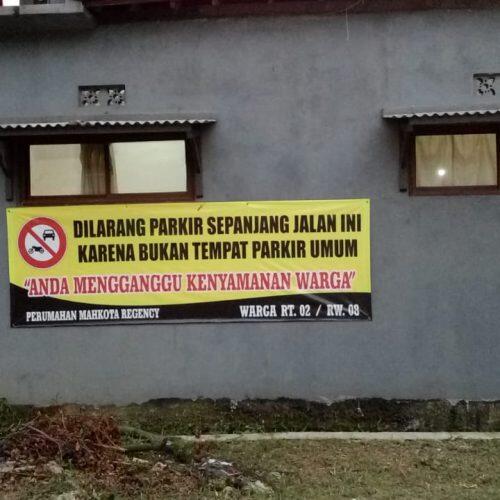 DILARANG PARKIR SEPANJANG JALAN INI
KARENA BUKAN TEMPAT PARKIR UMUM
"ANDA MENGGANGGU KENYAMANAN WARGA"
PERUMAHAN MAHKOTA REGENCY WARGA RT. 02 / RW. 08